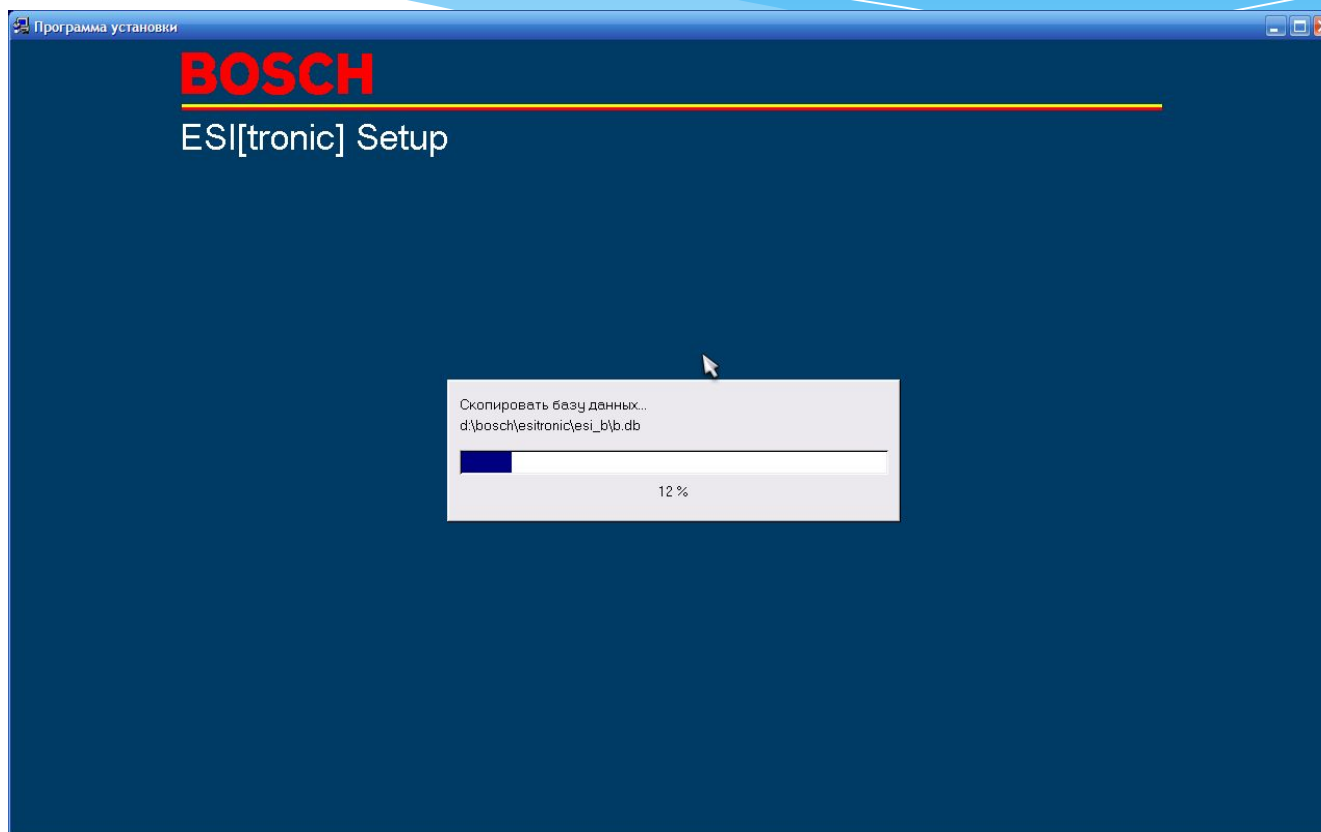 Программа установки
BOSCH
ESI[tronic] Setup
Скопировать базу данных...
d:\bosch\esitronic\esi_b\b.db
12 %